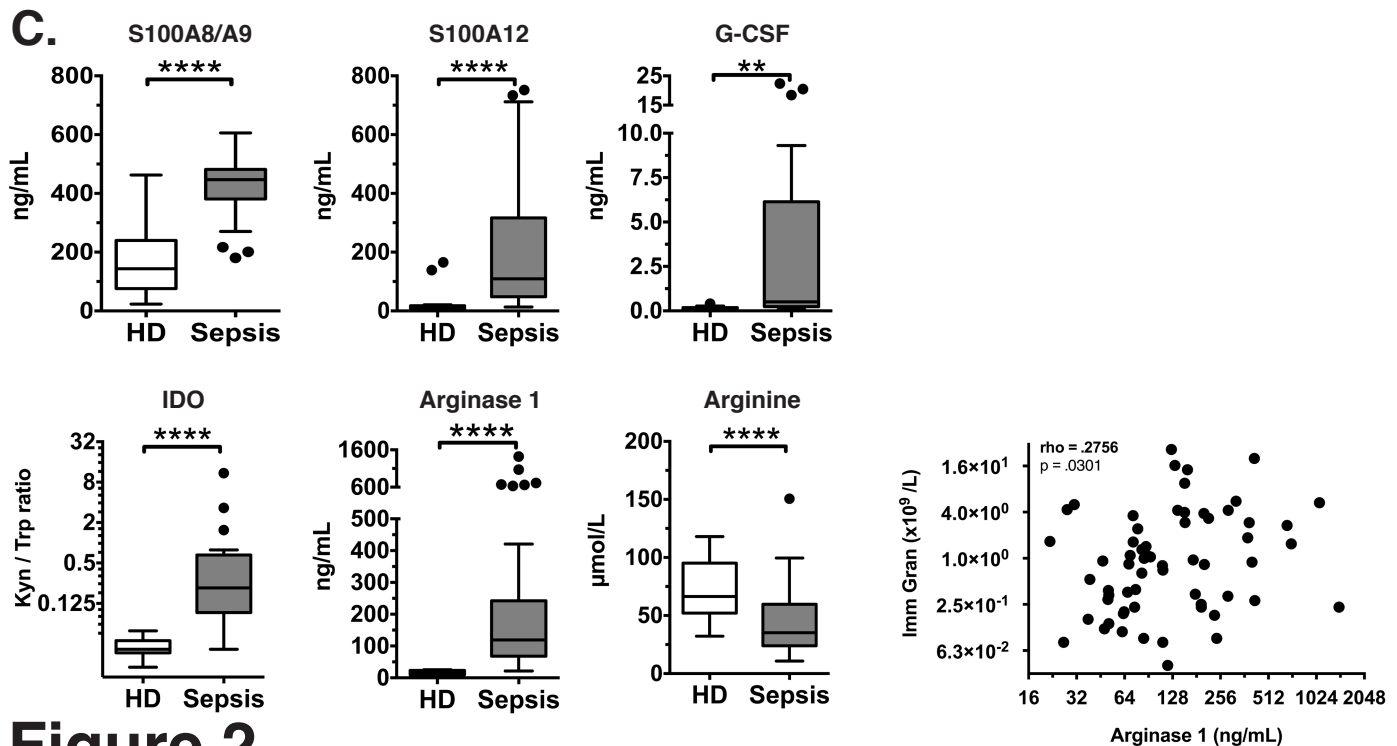 C.
S100A8/A9
****
800
600
400
200
0
ng/mL
HD Sepsis
S100A12
****
800
600
400
200
0
ng/mL
HD Sepsis
G-CSF
**
25
15
10.0
7.5
5.0
2.5
0.0
ng/mL
HD Sepsis
IDO
****
32
8
2
0.5
0.125
Kyn / Trp ratio
HD Sepsis
Arginase 1
****
1600
600
500
400
300
200
100
0
ng/mL
HD Sepsis
Arginine
****
200
150
100
50
0
µmol/L
HD Sepsis
rho = .2756
p = .0301
1.6×10¹
4.0×10⁰
1.0×10⁰
2.5×10⁻¹
6.3×10⁻²
Imm Gran (x10⁹ /L)
16 32 64 128 256 512 1024 2048
Arginase 1 (ng/mL)
Figure 2